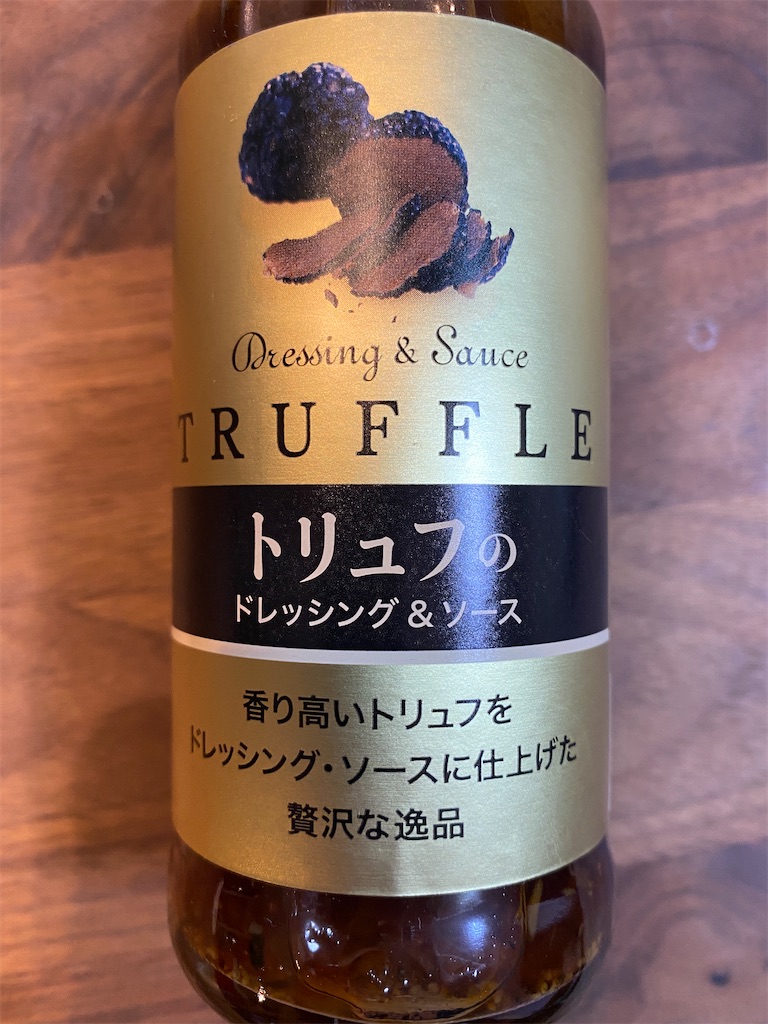 Dressing & Sauce
TRUFFLE
トリュフの
ドレッシング&ソース
香り高いトリュフを
ドレッシング・ソースに仕上げた
贅沢な逸品